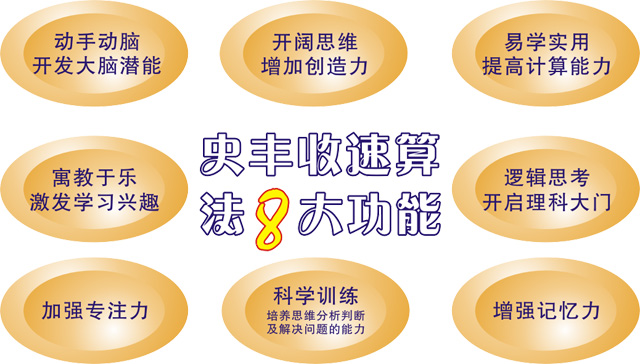 动手动脑
开发大脑潜能
开阔思维
增加创造力
易学实用
提高计算能力
史丰收速算
法8大功能
寓教于乐
激发学习兴趣
逻辑思考
开启理科大门
加强专注力
科学训练
培养思维分析判断
及解决问题的能力
增强记忆力